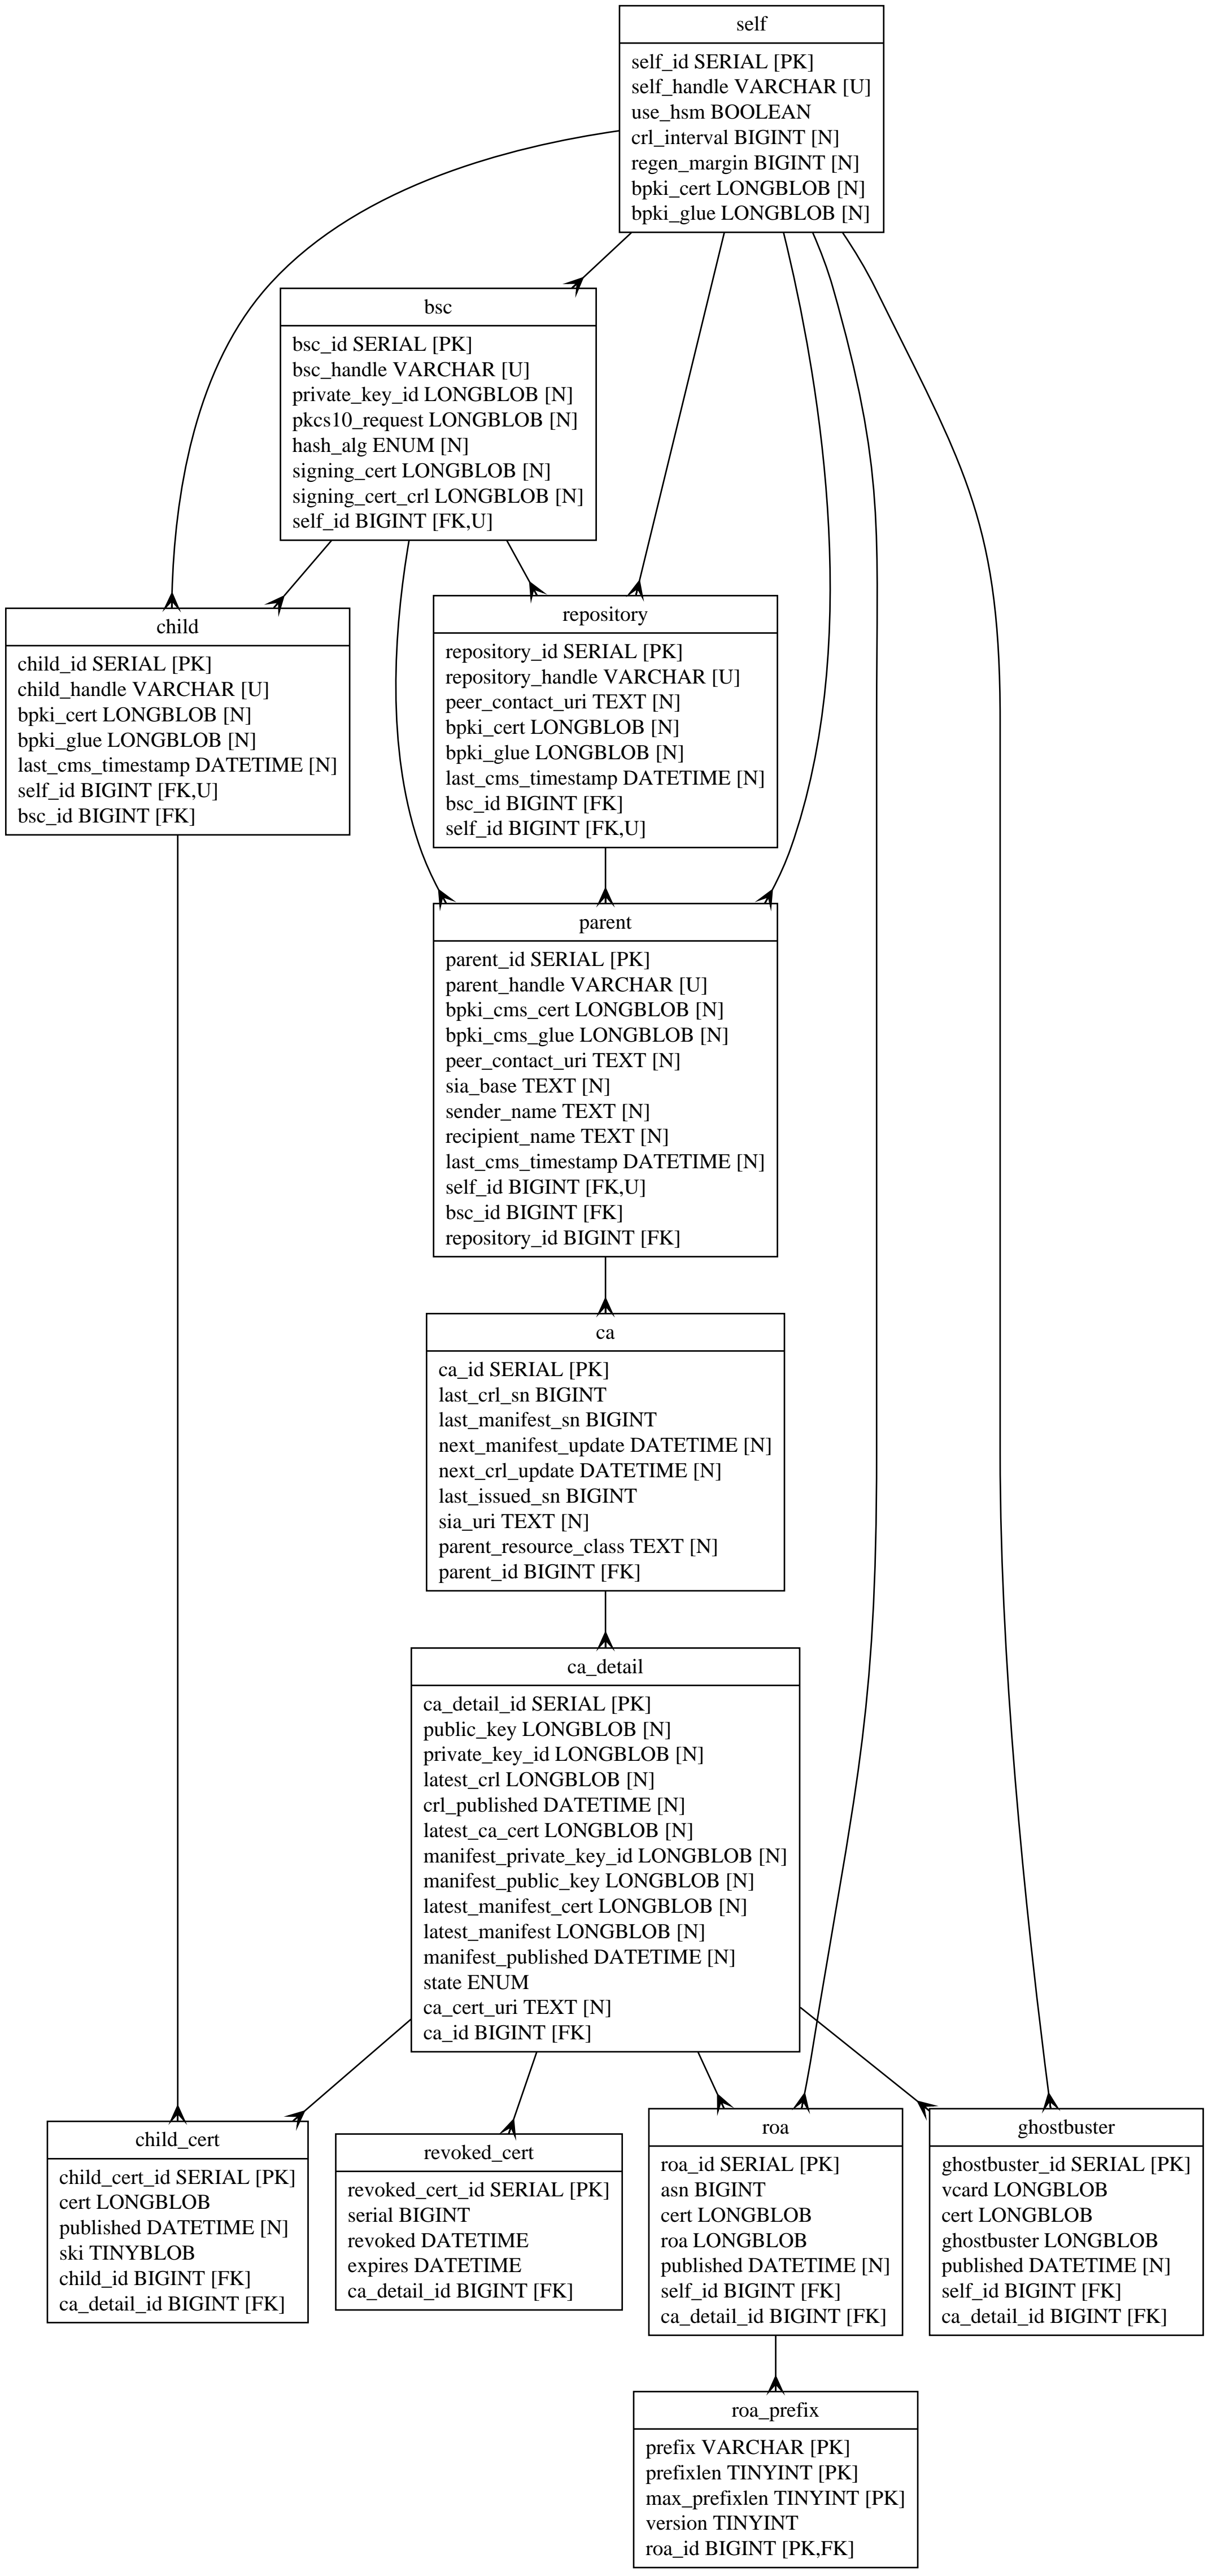 self
self_id SERIAL [PK]
self_handle VARCHAR [U]
use_hsm BOOLEAN
crl_interval BIGINT [N]
regen_margin BIGINT [N]
bpki_cert LONGBLOB [N]
bpki_glue LONGBLOB [N]
bsc
bsc_id SERIAL [PK]
bsc_handle VARCHAR [U]
private_key_id LONGBLOB [N]
pkcs10_request LONGBLOB [N]
hash_alg ENUM [N]
signing_cert LONGBLOB [N]
signing_cert_crl LONGBLOB [N]
self_id BIGINT [FK,U]
child
child_id SERIAL [PK]
child_handle VARCHAR [U]
bpki_cert LONGBLOB [N]
bpki_glue LONGBLOB [N]
last_cms_timestamp DATETIME [N]
self_id BIGINT [FK,U]
bsc_id BIGINT [FK]
repository
repository_id SERIAL [PK]
repository_handle VARCHAR [U]
peer_contact_uri TEXT [N]
bpki_cert LONGBLOB [N]
bpki_glue LONGBLOB [N]
last_cms_timestamp DATETIME [N]
bsc_id BIGINT [FK]
self_id BIGINT [FK,U]
parent
parent_id SERIAL [PK]
parent_handle VARCHAR [U]
bpki_cms_cert LONGBLOB [N]
bpki_cms_glue LONGBLOB [N]
peer_contact_uri TEXT [N]
sia_base TEXT [N]
sender_name TEXT [N]
recipient_name TEXT [N]
last_cms_timestamp DATETIME [N]
self_id BIGINT [FK,U]
bsc_id BIGINT [FK]
repository_id BIGINT [FK]
ca
ca_id SERIAL [PK]
last_crl_sn BIGINT
last_manifest_sn BIGINT
next_manifest_update DATETIME [N]
next_crl_update DATETIME [N]
last_issued_sn BIGINT
sia_uri TEXT [N]
parent_resource_class TEXT [N]
parent_id BIGINT [FK]
ca_detail
ca_detail_id SERIAL [PK]
public_key LONGBLOB [N]
private_key_id LONGBLOB [N]
latest_crl LONGBLOB [N]
crl_published DATETIME [N]
latest_ca_cert LONGBLOB [N]
manifest_private_key_id LONGBLOB [N]
manifest_public_key LONGBLOB [N]
latest_manifest_cert LONGBLOB [N]
latest_manifest LONGBLOB [N]
manifest_published DATETIME [N]
state ENUM
ca_cert_uri TEXT [N]
ca_id BIGINT [FK]
child_cert
child_cert_id SERIAL [PK]
cert LONGBLOB
published DATETIME [N]
ski TINYBLOB
child_id BIGINT [FK]
ca_detail_id BIGINT [FK]
revoked_cert
revoked_cert_id SERIAL [PK]
serial BIGINT
revoked DATETIME
expires DATETIME
ca_detail_id BIGINT [FK]
roa
roa_id SERIAL [PK]
asn BIGINT
cert LONGBLOB
roa LONGBLOB
published DATETIME [N]
self_id BIGINT [FK]
ca_detail_id BIGINT [FK]
ghostbuster
ghostbuster_id SERIAL [PK]
vcard LONGBLOB
cert LONGBLOB
ghostbuster LONGBLOB
published DATETIME [N]
self_id BIGINT [FK]
ca_detail_id BIGINT [FK]
roa_prefix
prefix VARCHAR [PK]
prefixlen TINYINT [PK]
max_prefixlen TINYINT [PK]
version TINYINT
roa_id BIGINT [PK,FK]